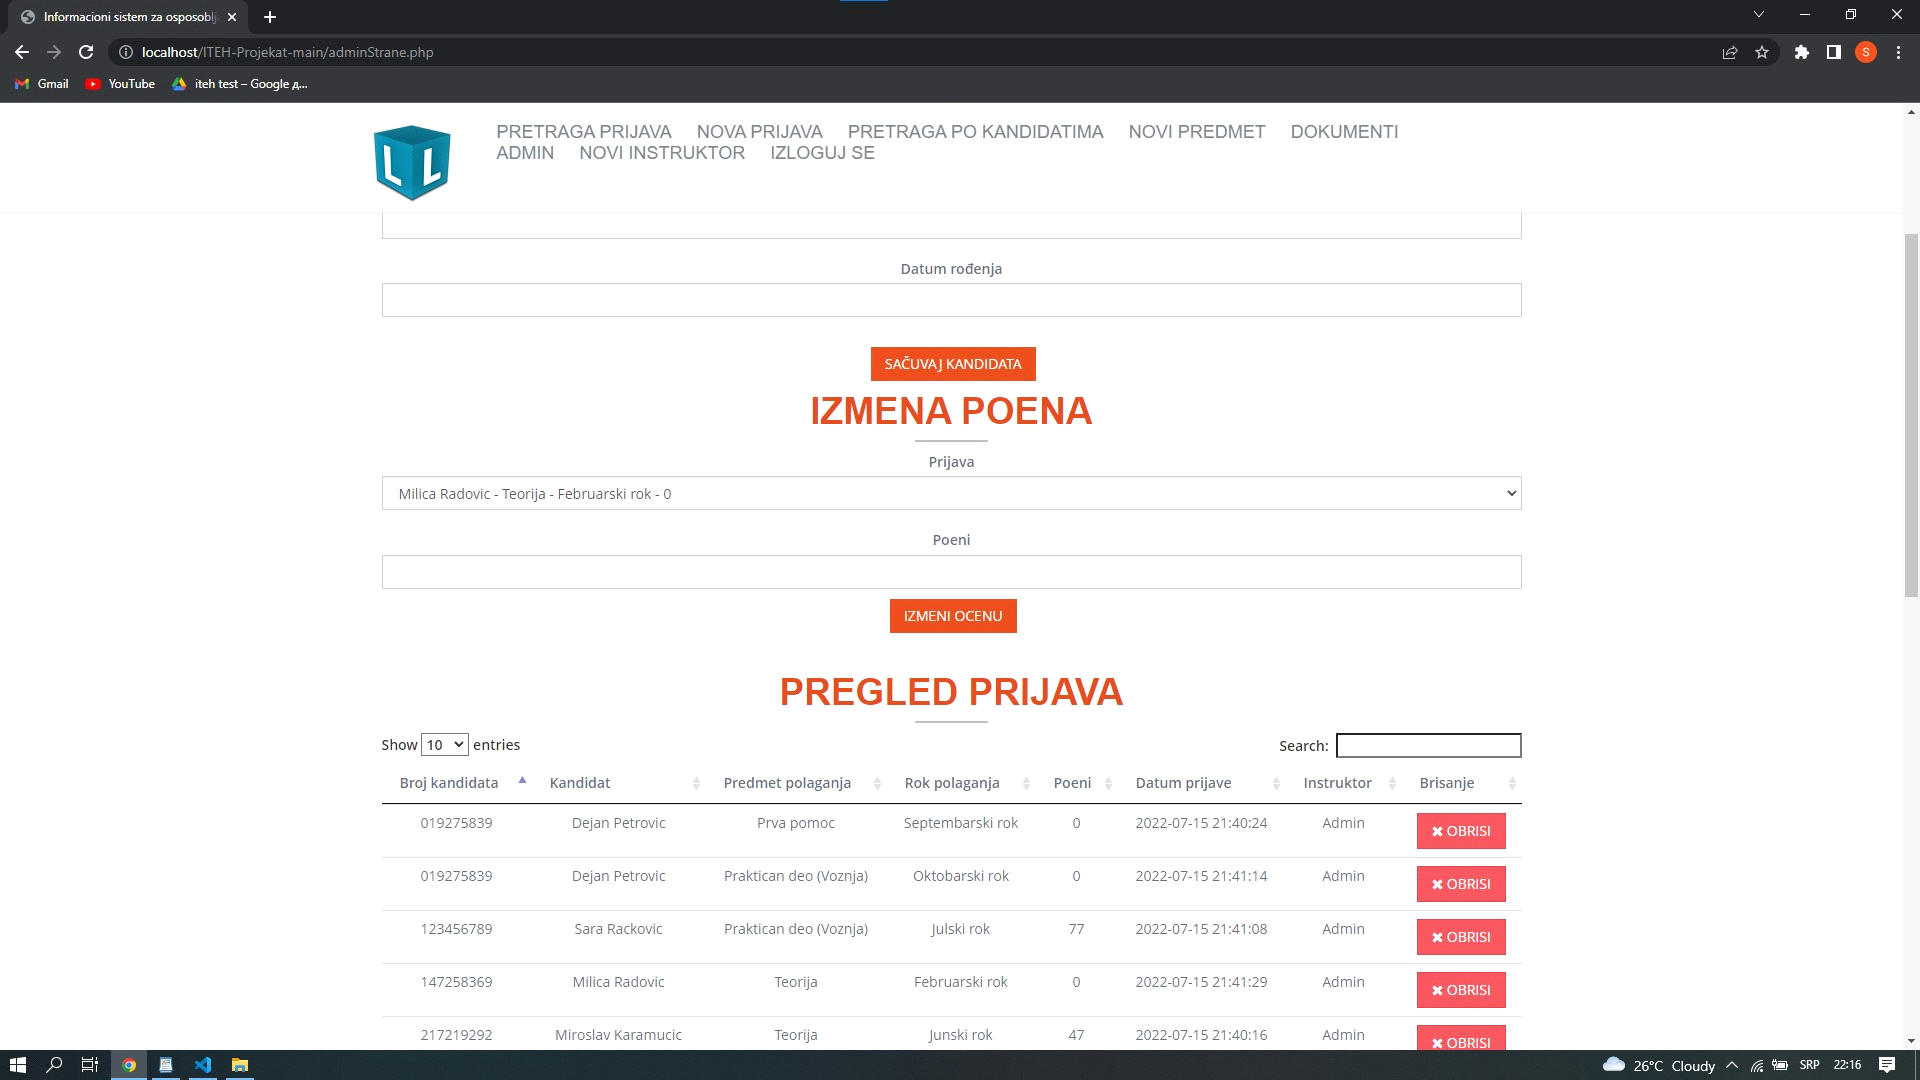 Informacioni sistem za osposoblj
localhost/ITEH-Projekat-main/adminStrane.php
S
Gmail YouTube iteh test – Google д...
LL
PRETRAGA PRIJAVA NOVA PRIJAVA PRETRAGA PO KANDIDATIMA NOVI PREDMET DOKUMENTI
ADMIN NOVI INSTRUKTOR IZLOGUJ SE
Datum rođenja
SAČUVAJ KANDIDATA
IZMENA POENA
Prijava
Milica Radovic - Teorija - Februarski rok - 0
Poeni
IZMENI OCENU
PREGLED PRIJAVA
Show 10 entries Search:
Broj kandidata Kandidat Predmet polaganja Rok polaganja Poeni Datum prijave Instruktor Brisanje
019275839 Dejan Petrovic Prva pomoc Septembarski rok 0 2022-07-15 21:40:24 Admin ✖ OBRISI
019275839 Dejan Petrovic Praktican deo (Voznja) Oktobarski rok 0 2022-07-15 21:41:14 Admin ✖ OBRISI
123456789 Sara Rackovic Praktican deo (Voznja) Julski rok 77 2022-07-15 21:41:08 Admin ✖ OBRISI
147258369 Milica Radovic Teorija Februarski rok 0 2022-07-15 21:41:29 Admin ✖ OBRISI
217219292 Miroslav Karamucic Teorija Junski rok 47 2022-07-15 21:40:16 Admin ✖ OBRISI
26°C Cloudy SRP 22:16